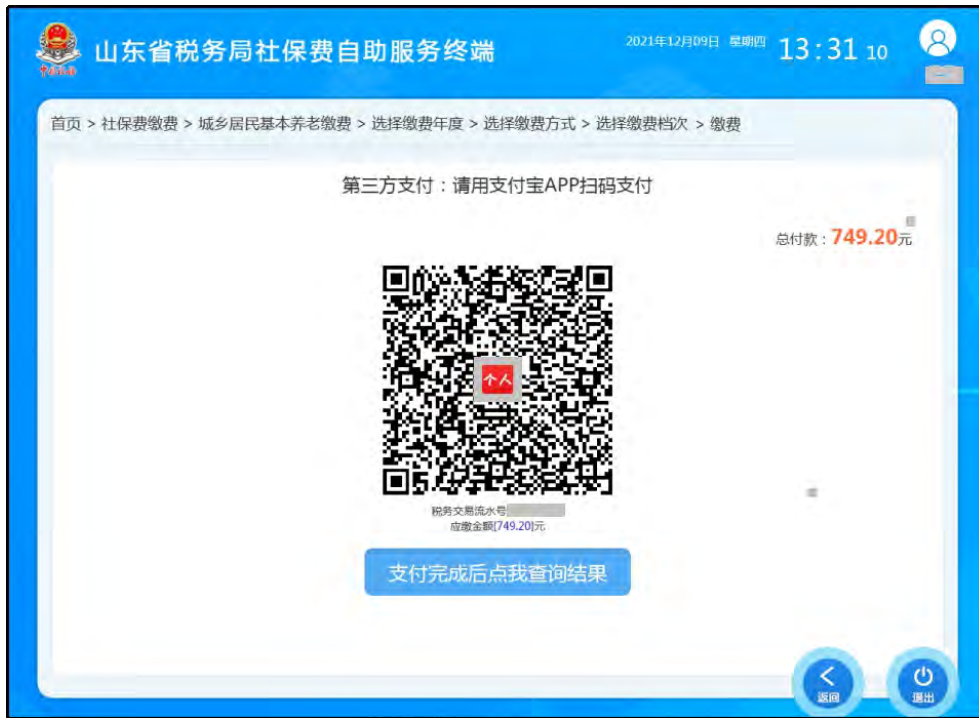 山东省税务局社保费自助服务终端
2021年12月09日 星期四 13:31 10
首页 > 社保费缴费 > 城乡居民基本养老缴费 > 选择缴费年度 > 选择缴费方式 > 选择缴费档次 > 缴费
第三方支付：请用支付宝APP扫码支付
总付款：749.20元
个人
税务交易流水号
应缴金额[749.20]元
支付完成后点我查询结果
返回
退出